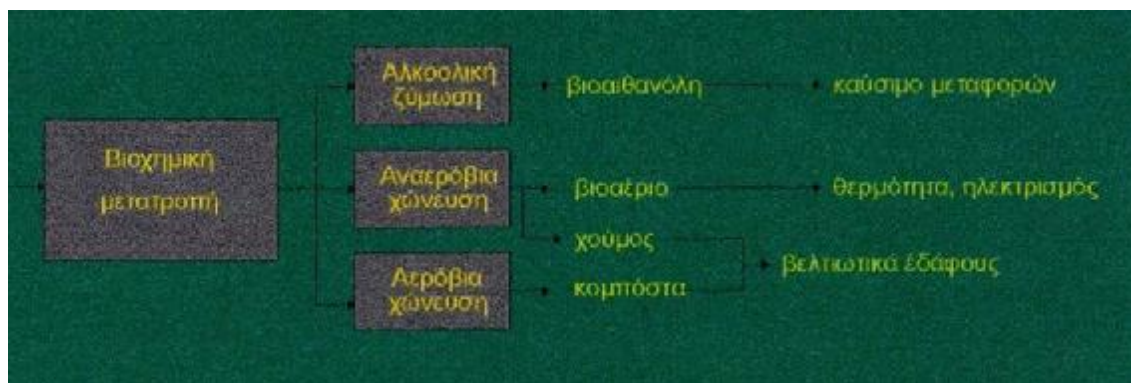 Αλκοολική
ζύμωση
βιοαιθανόλη
καύσιμο μεταφορών
Βιοχημική
μετατροπή
Αναερόβια
χώνευση
βιοαέριο
θερμότητα, ηλεκτρισμός
χούμος
βελτιωτικά εδάφους
Αερόβια
χώνευση
κομπόστα